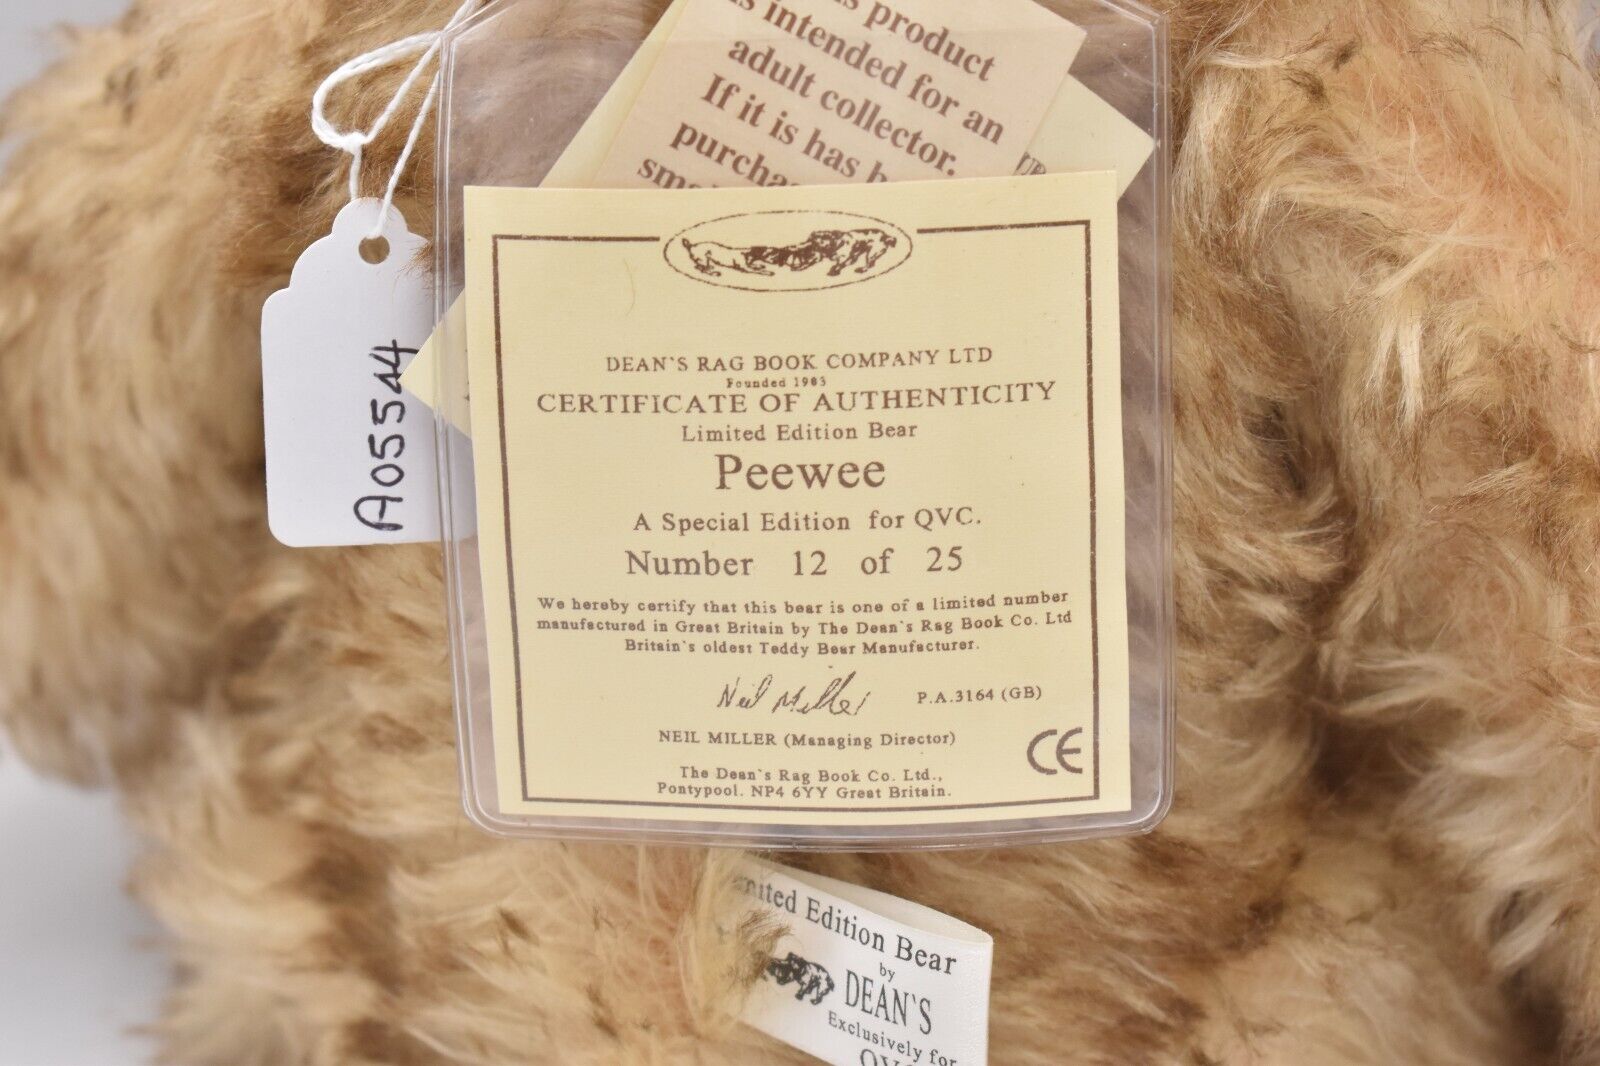 product
intended for an
adult collector.
If it is has
A05544
DEAN'S RAG BOOK COMPANY LTD
Founded 1903
CERTIFICATE OF AUTHENTICITY
Limited Edition Bear
Peewee
A Special Edition for QVC.
Number 12 of 25
We hereby certify that this bear is one of a limited number
manufactured in Great Britain by The Dean's Rag Book Co. Ltd
Britain's oldest Teddy Bear Manufacturer.
Neil Miller
P.A.3164 (GB)
NEIL MILLER (Managing Director)
CE
The Dean's Rag Book Co. Ltd.,
Pontypool. NP4 6YY Great Britain.
Edition Bear
by
DEAN'S
Exclusively for